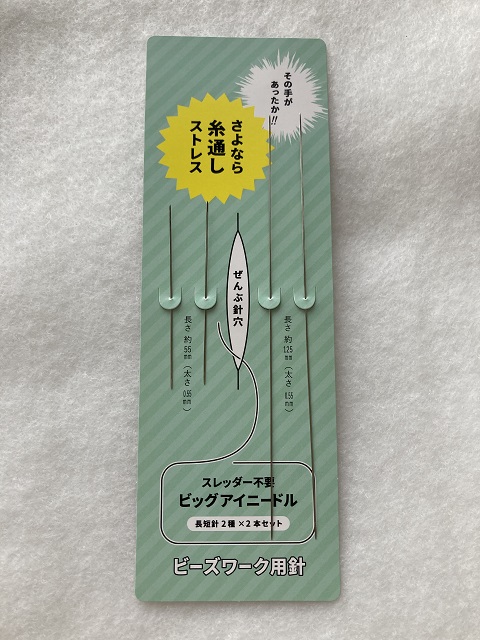 その手が
あったか!!
さよなら
糸通し
ストレス
ぜんぶ針穴
長さ 約55mm(太さ0.55mm)
長さ 約125mm(太さ0.55mm)
スレッダー不要
ビッグアイニードル
長短針2種×2本セット
ビーズワーク用針